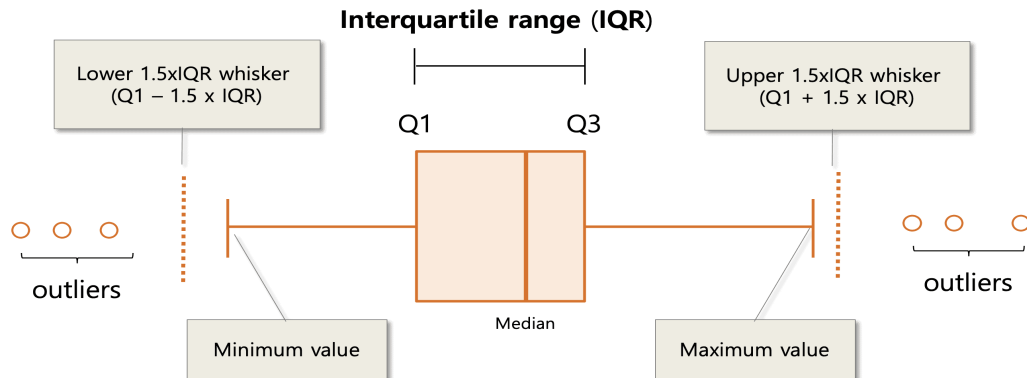 Interquartile range (IQR)
Lower 1.5xIQR whisker
(Q1 – 1.5 x IQR)
Upper 1.5xIQR whisker
(Q1 + 1.5 x IQR)
Q1
Q3
outliers
outliers
Median
Minimum value
Maximum value